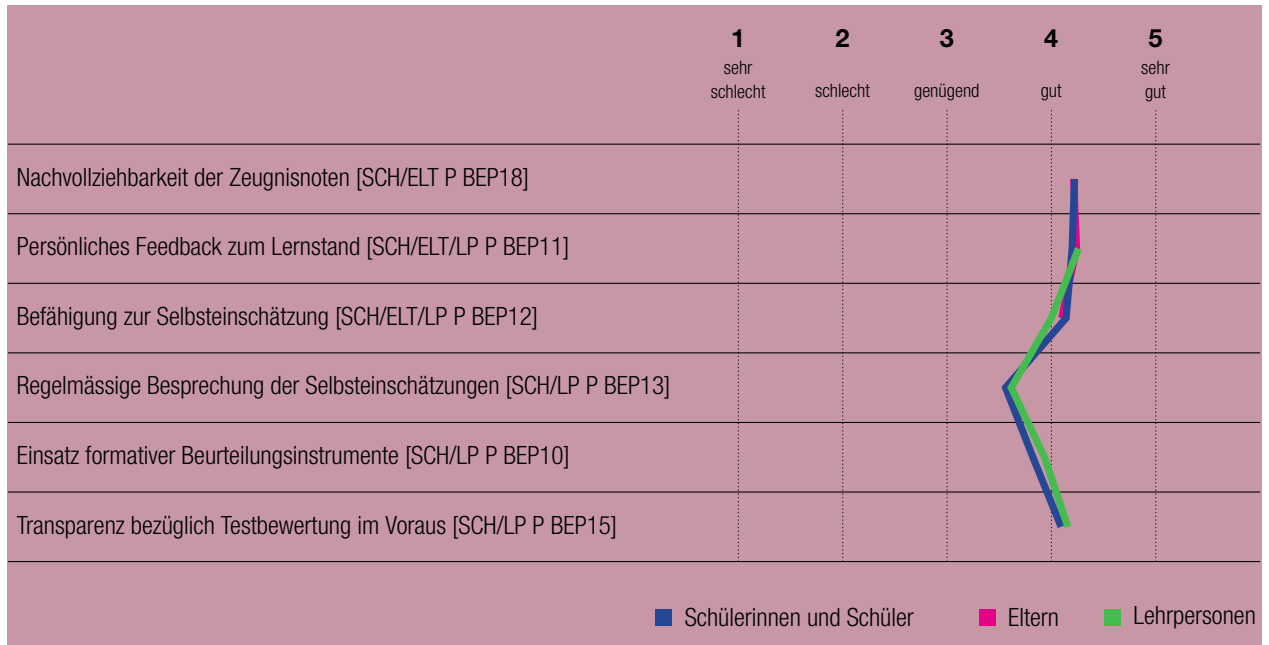 1 2 3 4 5
sehr sehr
schlecht schlecht genügend gut gut
Nachvollziehbarkeit der Zeugnisnoten [SCH/ELT P BEP18]
Persönliches Feedback zum Lernstand [SCH/ELT/LP P BEP11]
Befähigung zur Selbsteinschätzung [SCH/ELT/LP P BEP12]
Regelmässige Besprechung der Selbsteinschätzungen [SCH/LP P BEP13]
Einsatz formativer Beurteilungsinstrumente [SCH/LP P BEP10]
Transparenz bezüglich Testbewertung im Voraus [SCH/LP P BEP15]
Schülerinnen und Schüler Eltern Lehrpersonen